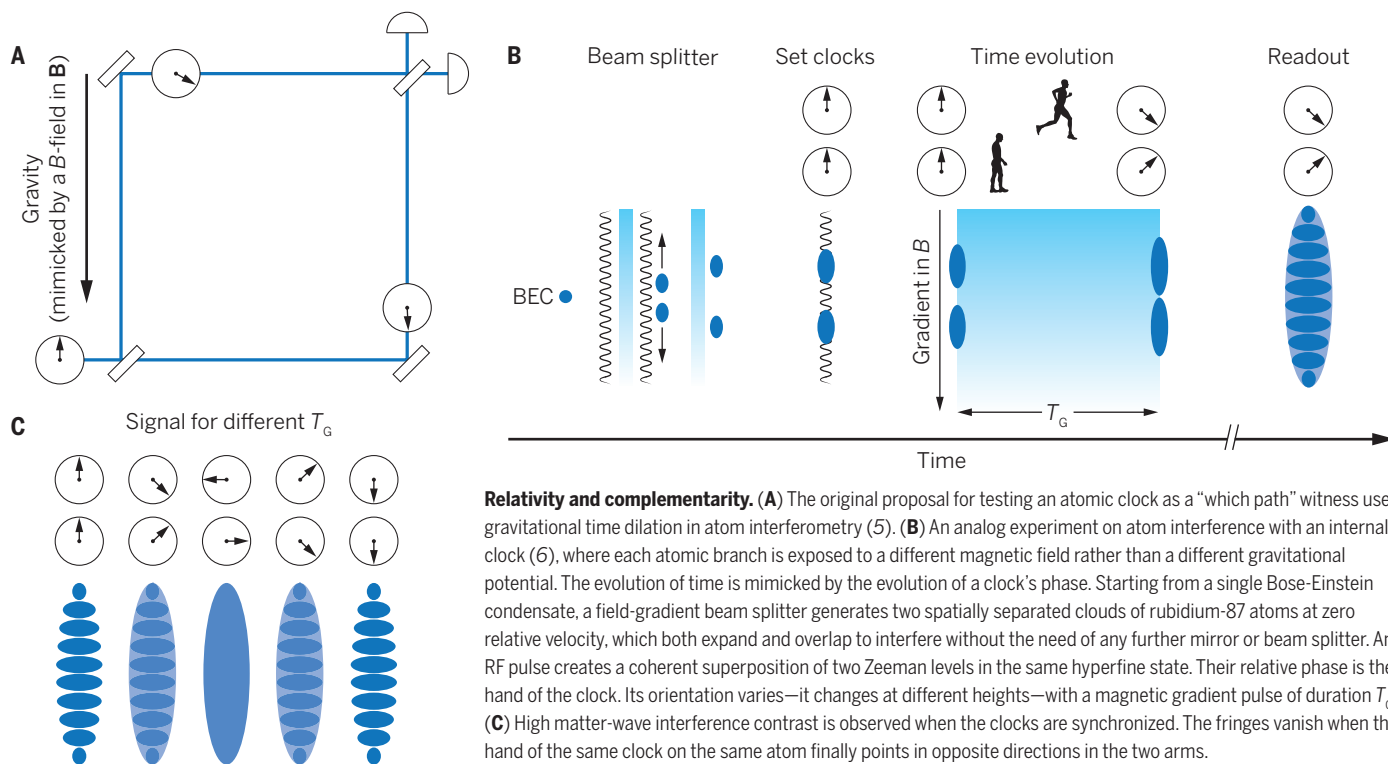 A
Gravity
(mimicked by a B-field in B)
B
Beam splitter
Set clocks
Time evolution
Readout
BEC
Gradient in B
T_G
Time
C
Signal for different T_G
Relativity and complementarity. (A) The original proposal for testing an atomic clock as a “which path” witness use
gravitational time dilation in atom interferometry (5). (B) An analog experiment on atom interference with an internal
clock (6), where each atomic branch is exposed to a different magnetic field rather than a different gravitational
potential. The evolution of time is mimicked by the evolution of a clock’s phase. Starting from a single Bose-Einstein
condensate, a field-gradient beam splitter generates two spatially separated clouds of rubidium-87 atoms at zero
relative velocity, which both expand and overlap to interfere without the need of any further mirror or beam splitter. An
RF pulse creates a coherent superposition of two Zeeman levels in the same hyperfine state. Their relative phase is the
hand of the clock. Its orientation varies—it changes at different heights—with a magnetic gradient pulse of duration T_G
(C) High matter-wave interference contrast is observed when the clocks are synchronized. The fringes vanish when th
hand of the same clock on the same atom finally points in opposite directions in the two arms.